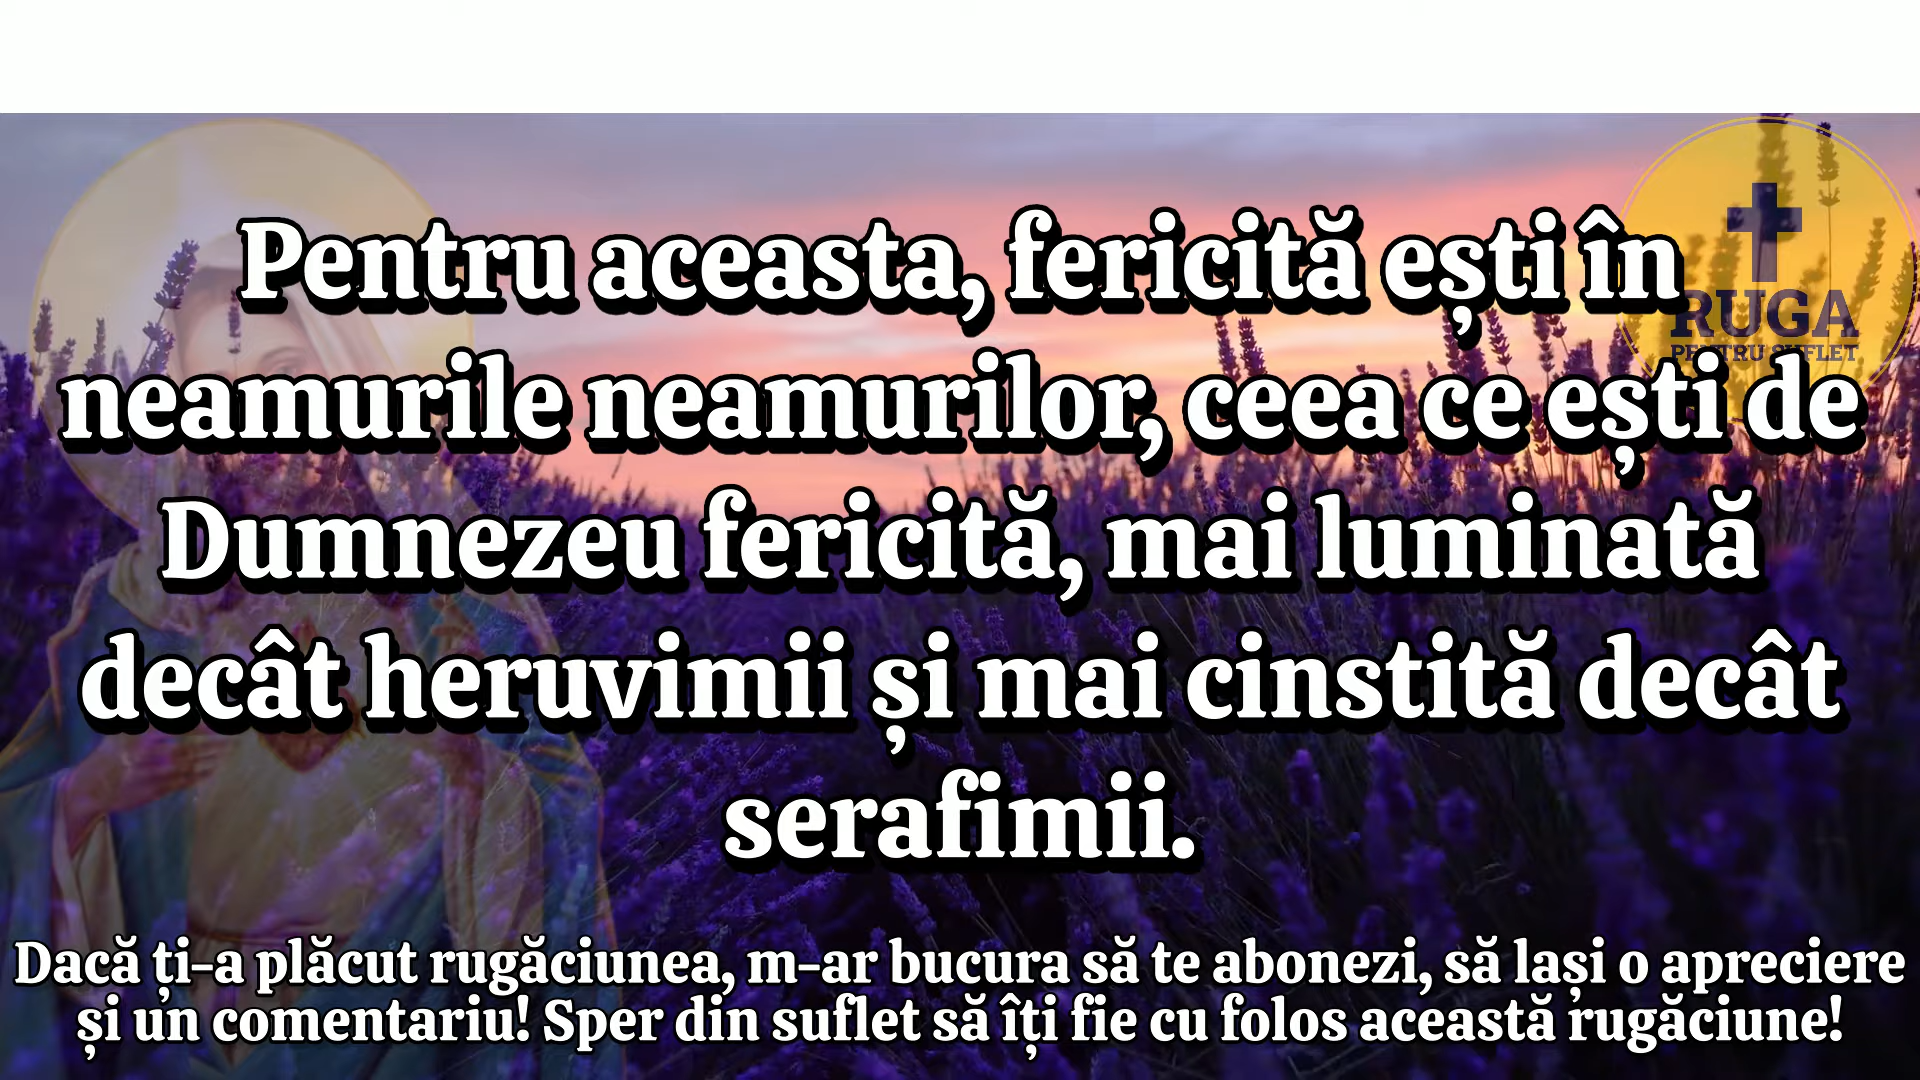 Pentru aceasta, fericită ești în
neamurile neamurilor, ceea ce ești de
Dumnezeu fericită, mai luminată
decât heruvimii și mai cinstită decât
serafimii.
RUGA
PENTRU SUFLET
Dacă ți-a plăcut rugăciunea, m-ar bucura să te abonezi, să lași o apreciere
și un comentariu! Sper din suflet să îți fie cu folos această rugăciune!